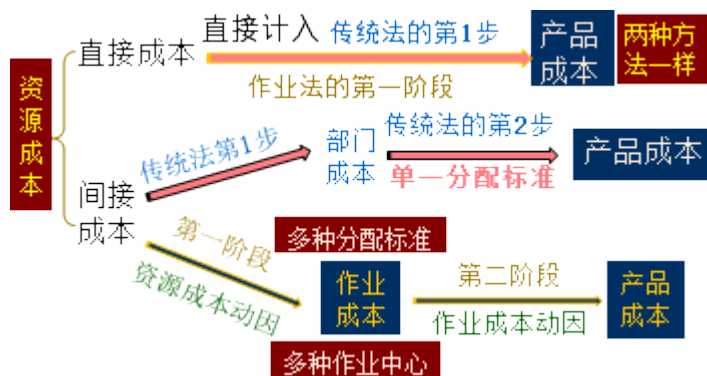 资源成本
直接成本
直接计入
传统法的第1步
作业法的第一阶段
产品
成本
两种方
法一样
间接
成本
传统法第1步
部门
成本
传统法的第2步
单一分配标准
产品成本
第一阶段
资源成本动因
多种分配标准
作业
成本
多种作业中心
第二阶段
作业成本动因
产品
成本